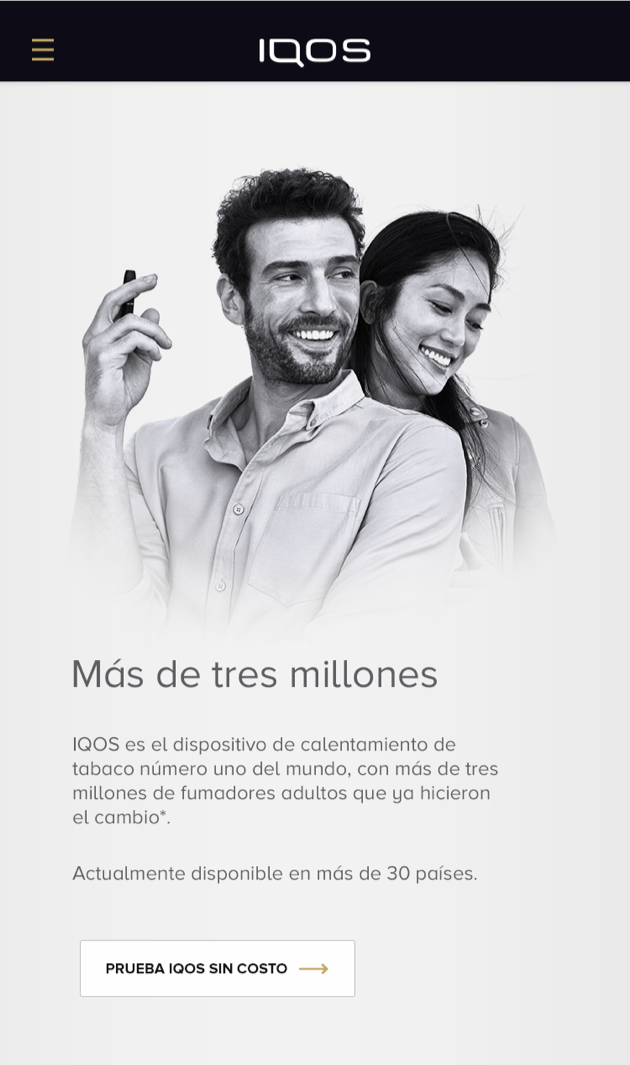 IQOS
Más de tres millones
IQOS es el dispositivo de calentamiento de
tabaco número uno del mundo, con más de tres
millones de fumadores adultos que ya hicieron
el cambio*.
Actualmente disponible en más de 30 países.
PRUEBA IQOS SIN COSTO